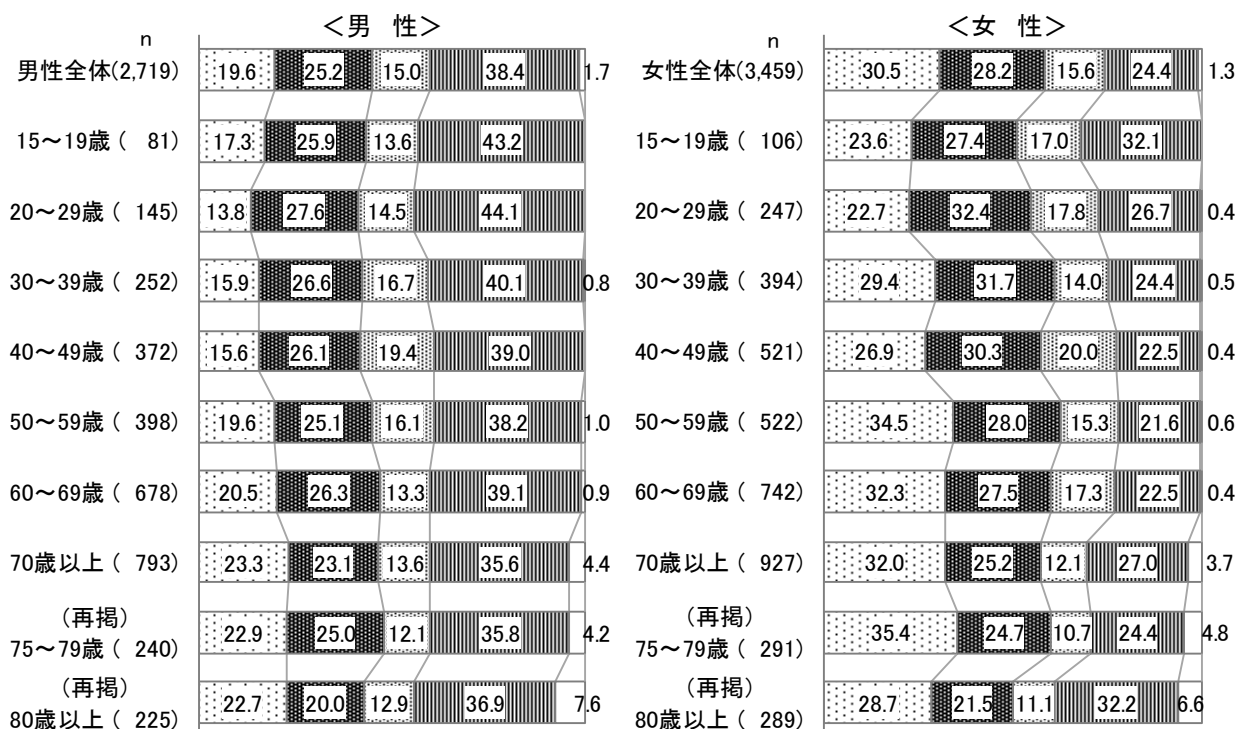 ＜男 性＞
n
男性全体(2,719) 19.6 25.2 15.0 38.4 1.7
15～19歳 ( 81) 17.3 25.9 13.6 43.2
20～29歳 ( 145) 13.8 27.6 14.5 44.1
30～39歳 ( 252) 15.9 26.6 16.7 40.1 0.8
40～49歳 ( 372) 15.6 26.1 19.4 39.0
50～59歳 ( 398) 19.6 25.1 16.1 38.2 1.0
60～69歳 ( 678) 20.5 26.3 13.3 39.1 0.9
70歳以上 ( 793) 23.3 23.1 13.6 35.6 4.4
(再掲)
75～79歳 ( 240) 22.9 25.0 12.1 35.8 4.2
(再掲)
80歳以上 ( 225) 22.7 20.0 12.9 36.9 7.6
＜女 性＞
n
女性全体(3,459) 30.5 28.2 15.6 24.4 1.3
15～19歳 ( 106) 23.6 27.4 17.0 32.1
20～29歳 ( 247) 22.7 32.4 17.8 26.7 0.4
30～39歳 ( 394) 29.4 31.7 14.0 24.4 0.5
40～49歳 ( 521) 26.9 30.3 20.0 22.5 0.4
50～59歳 ( 522) 34.5 28.0 15.3 21.6 0.6
60～69歳 ( 742) 32.3 27.5 17.3 22.5 0.4
70歳以上 ( 927) 32.0 25.2 12.1 27.0 3.7
(再掲)
75～79歳 ( 291) 35.4 24.7 10.7 24.4 4.8
(再掲)
80歳以上 ( 289) 28.7 21.5 11.1 32.2 6.6